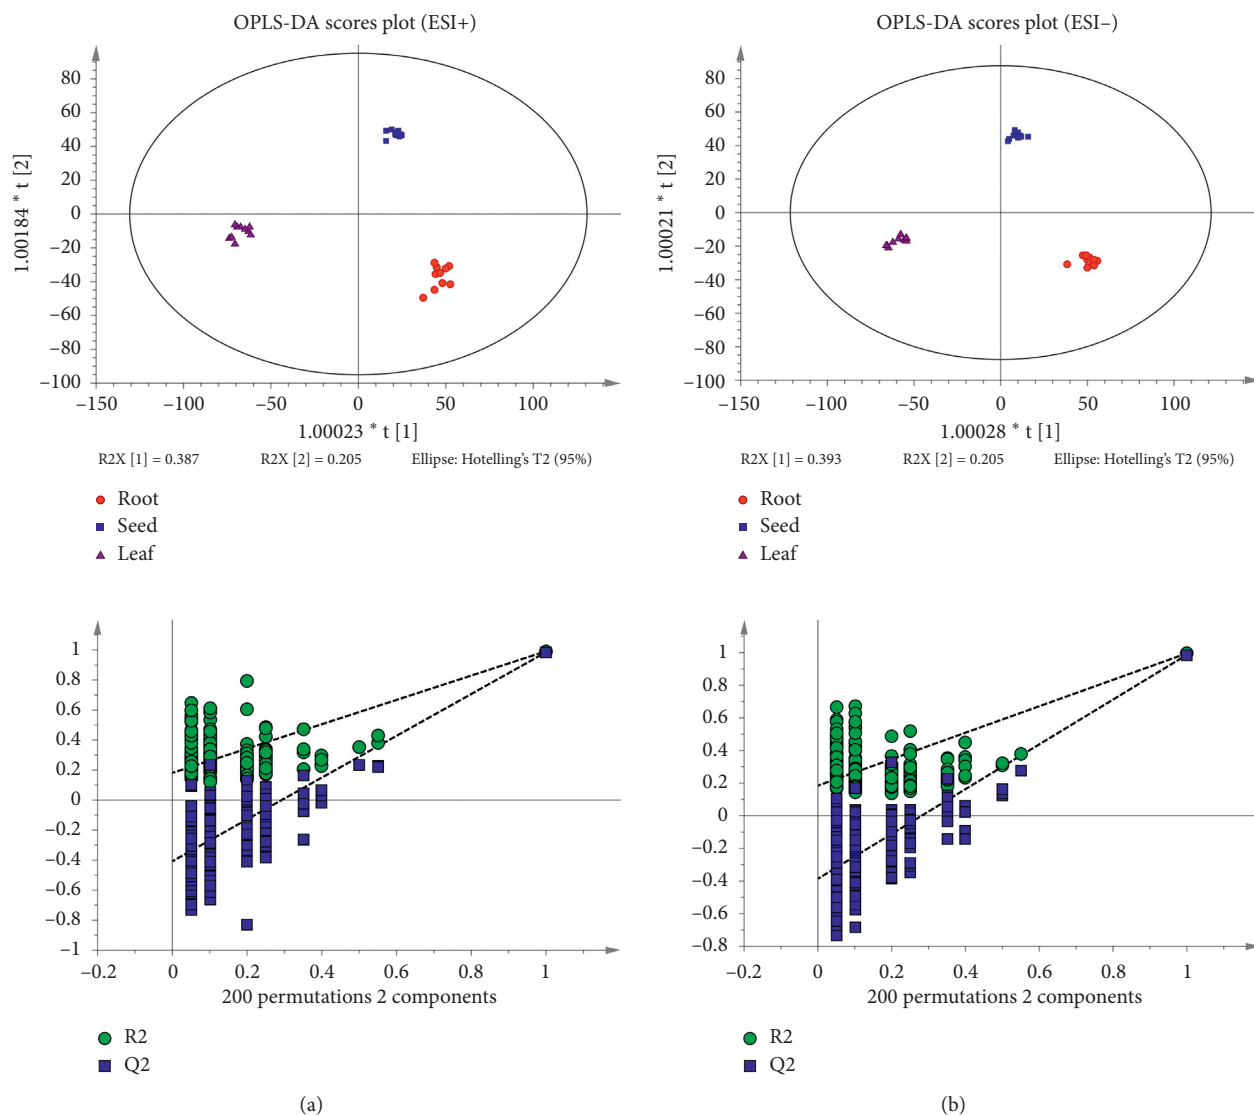 OPLS-DA scores plot (ESI+)
1.00184 * t [2]
80
60
40
20
0
−20
−40
−60
−80
−100
−150
−100
−50
0
50
100
1.00023 * t [1]
R2X [1] = 0.387
R2X [2] = 0.205
Ellipse: Hotelling's T2 (95%)
Root
Seed
Leaf
OPLS-DA scores plot (ESI−)
1.00021 * t [2]
80
60
40
20
0
−20
−40
−60
−80
−100
−150
−100
−50
0
50
100
1.00028 * t [1]
R2X [1] = 0.393
R2X [2] = 0.205
Ellipse: Hotelling's T2 (95%)
Root
Seed
Leaf
1
0.8
0.6
0.4
0.2
0
−0.2
−0.4
−0.6
−0.8
−1
−0.2
0
0.2
0.4
0.6
0.8
1
200 permutations 2 components
R2
Q2
(a)
1
0.8
0.6
0.4
0.2
0
−0.2
−0.4
−0.6
−0.8
−0.2
0
0.2
0.4
0.6
0.8
1
200 permutations 2 components
R2
Q2
(b)